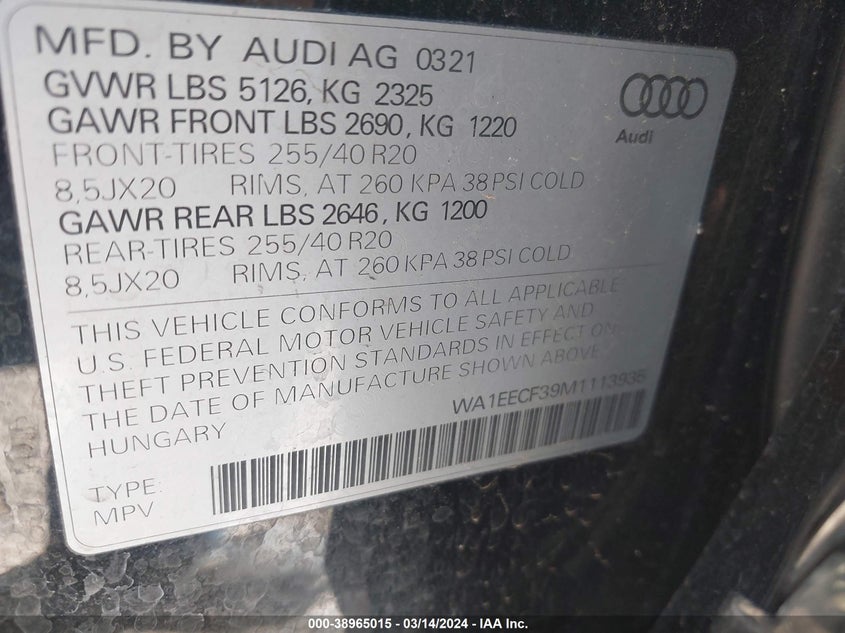 MFD. BY AUDI AG 0321
GVWR LBS 5126, KG 2325
GAWR FRONT LBS 2690, KG 1220
FRONT-TIRES 255/40 R20
8,5JX20 RIMS, AT 260 KPA 38 PSI COLD
GAWR REAR LBS 2646, KG 1200
REAR-TIRES 255/40 R20
8,5JX20 RIMS, AT 260 KPA 38 PSI COLD
Audi
THIS VEHICLE CONFORMS TO ALL APPLICABLE
U.S. FEDERAL MOTOR VEHICLE SAFETY AND
THEFT PREVENTION STANDARDS IN EFFECT ON
THE DATE OF MANUFACTURE SHOWN ABOVE
HUNGARY
WA1EECF39M1113935
TYPE:
MPV
000-38965015 - 03/14/2024 - IAA Inc.